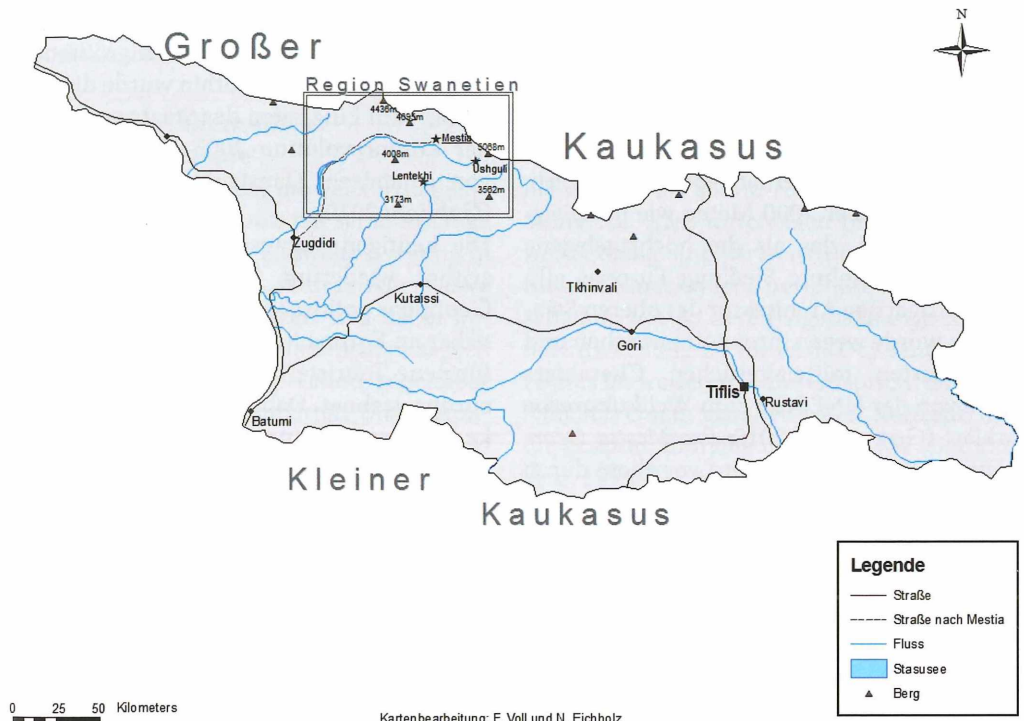 N
Großer
Region Swanetien
4436m
4695m
Mestia
Kaukasus
4008m
5068m
Ushguli
Lentekhi
3562m
3173m
Zugdidi
Tkhinvali
Kutaissi
Gori
Tiflis
Rustavi
Batumi
Kleiner
Kaukasus
Legende
Straße
Straße nach Mestia
Fluss
Stasusee
Berg
0 25 50 Kilometers
Kartenbearbeitung: F. Voll und N. Eichholz